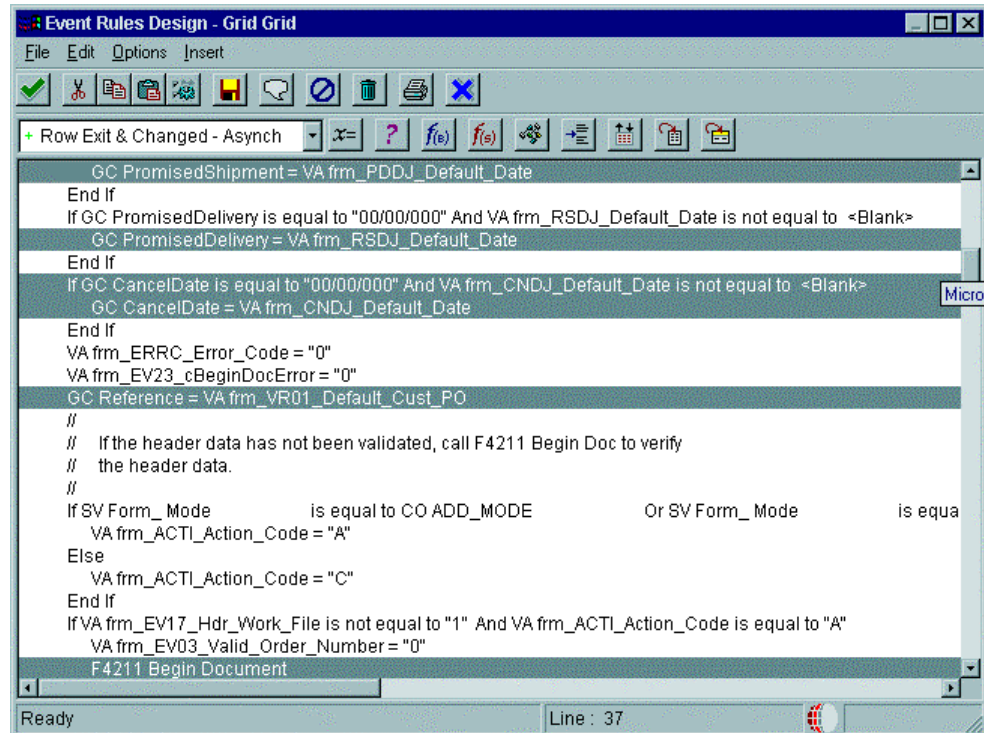 Event Rules Design - Grid Grid
File Edit Options Insert
+ Row Exit & Changed - Asynch x= ? f(B) f(S)
GC PromisedShipment = VA frm_PDDJ_Default_Date
End If
If GC PromisedDelivery is equal to "00/00/000" And VA frm_RSDJ_Default_Date is not equal to <Blank>
GC PromisedDelivery = VA frm_RSDJ_Default_Date
End If
If GC CancelDate is equal to "00/00/000" And VA frm_CNDJ_Default_Date is not equal to <Blank>
Micro
GC CancelDate = VA frm_CNDJ_Default_Date
End If
VA frm_ERRC_Error_Code = "0"
VA frm_EV23_cBeginDocError = "0"
GC Reference = VA frm_VR01_Default_Cust_PO
//
// If the header data has not been validated, call F4211 Begin Doc to verify
// the header data.
//
If SV Form_Mode is equal to CO ADD_MODE Or SV Form_Mode is equa
VA frm_ACTI_Action_Code = "A"
Else
VA frm_ACTI_Action_Code = "C"
End If
If VA frm_EV17_Hdr_Work_File is not equal to "1" And VA frm_ACTI_Action_Code is equal to "A"
VA frm_EV03_Valid_Order_Number = "0"
F4211 Begin Document
Ready Line : 37